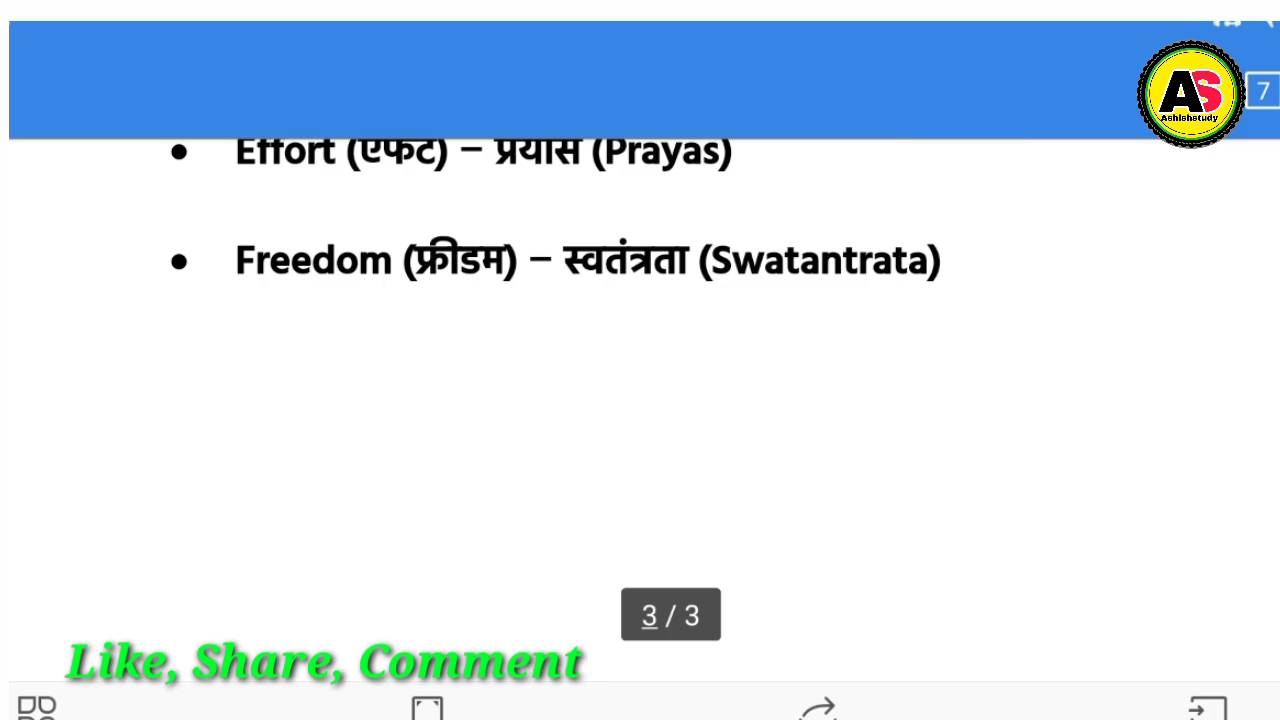 AS
Ashishstudy
7
• Effort (एफर्ट) – प्रयास (Prayas)
• Freedom (फ्रीडम) – स्वतंत्रता (Swatantrata)
3 / 3
Like, Share, Comment